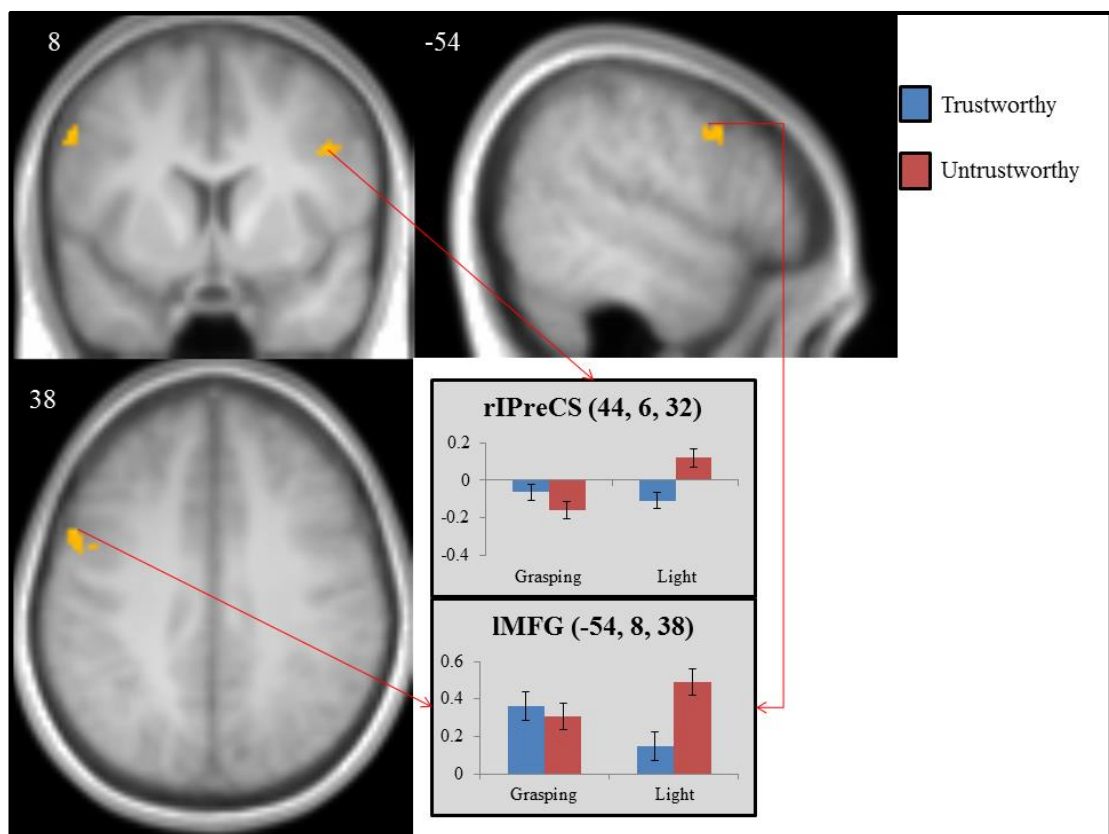 8
-54
Trustworthy
Untrustworthy
38
rIPreCS (44, 6, 32)
0.2
0
-0.2
-0.4
Grasping Light
lMFG (-54, 8, 38)
0.6
0.4
0.2
0
Grasping Light